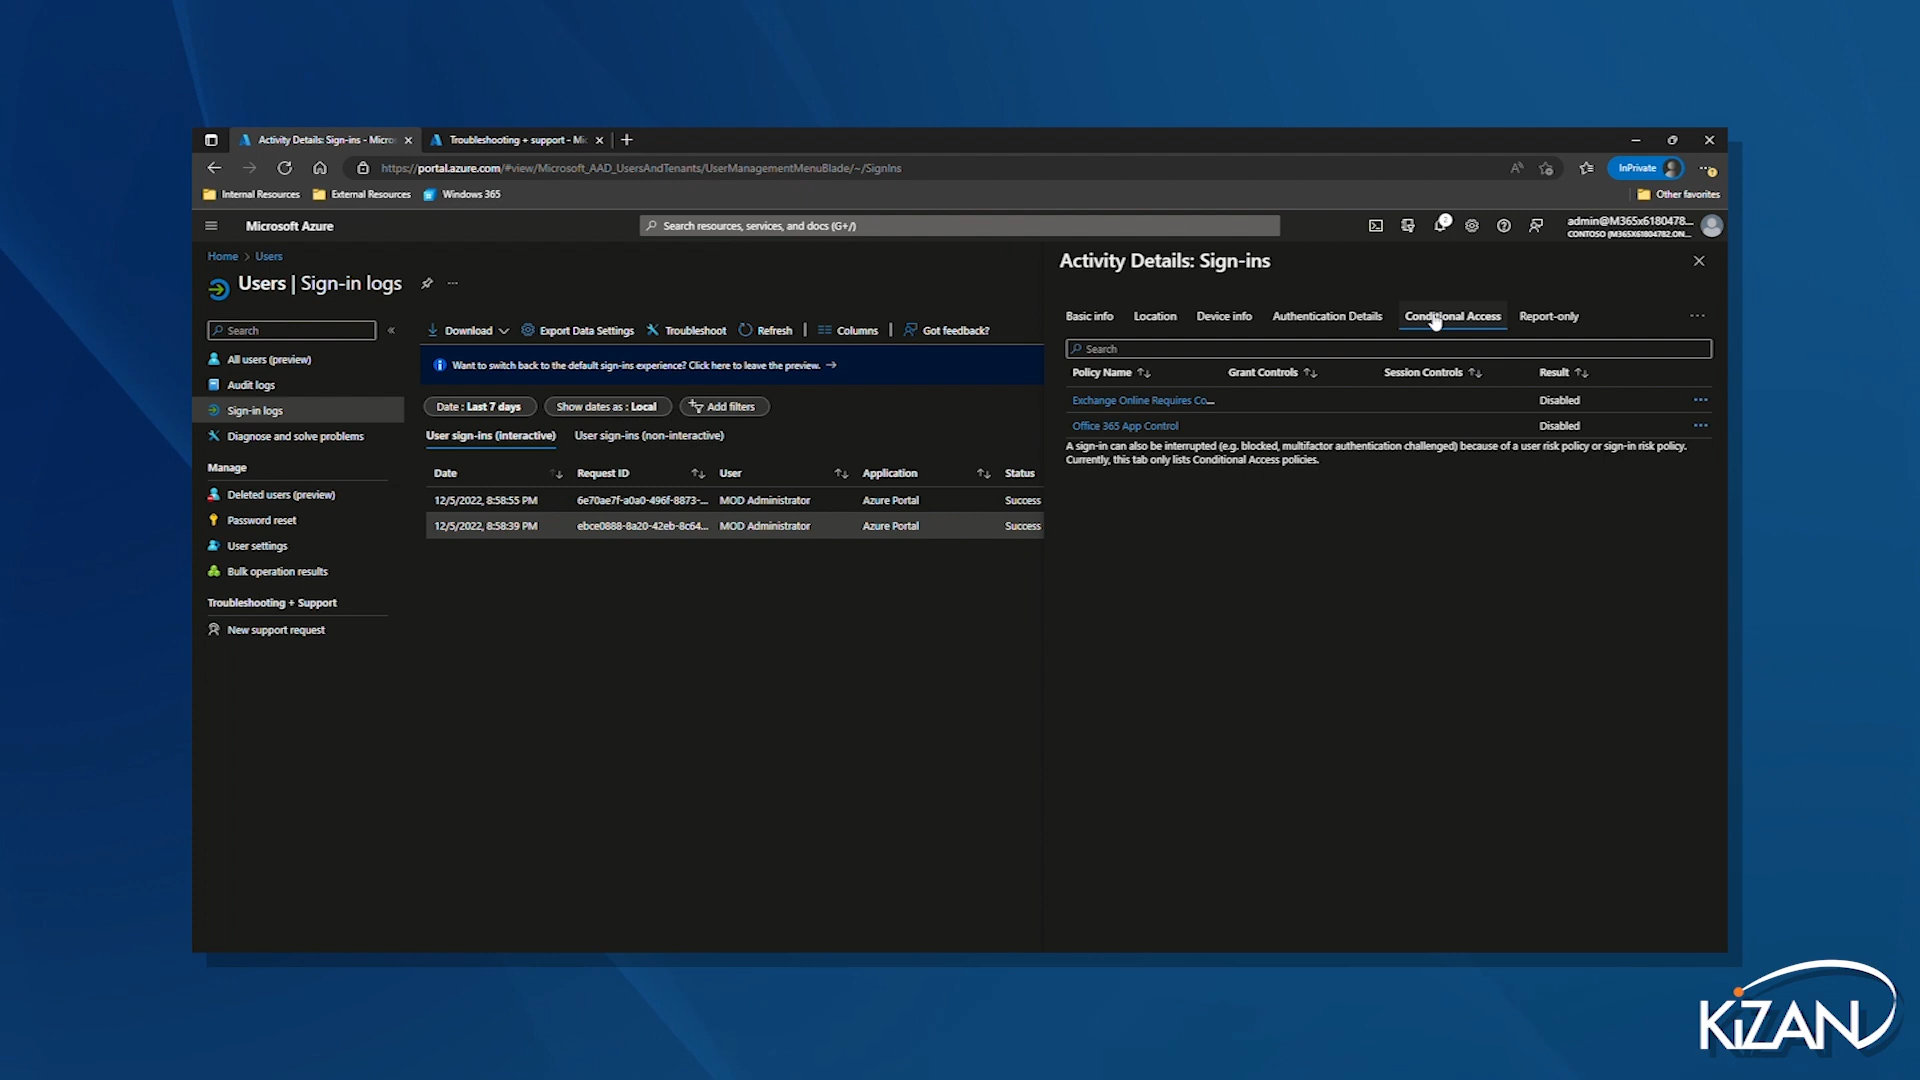 Activity Details: Sign-ins - Micro
Troubleshooting + support - Mic
https://portal.azure.com/#view/Microsoft_AAD_UsersAndTenants/UserManagementMenuBlade/~/SignIns
InPrivate
Internal Resources
External Resources
Windows 365
Other favorites
Microsoft Azure
Search resources, services, and docs (G+/)
2
admin@M365x6180478...
CONTOSO (M365X61804782.ON...
Home > Users
Users | Sign-in logs
...
Search
«
All users (preview)
Audit logs
Sign-in logs
Diagnose and solve problems
Manage
Deleted users (preview)
Password reset
User settings
Bulk operation results
Troubleshooting + Support
New support request
Download
Export Data Settings
Troubleshoot
Refresh
Columns
Got feedback?
Want to switch back to the default sign-ins experience? Click here to leave the preview. →
Date : Last 7 days
Show dates as : Local
Add filters
User sign-ins (interactive)
User sign-ins (non-interactive)
Date Request ID User Application Status
12/5/2022, 8:58:55 PM 6e70ae7f-a0a0-496f-8873-... MOD Administrator Azure Portal Success
12/5/2022, 8:58:39 PM ebce0888-8a20-42eb-8c64... MOD Administrator Azure Portal Success
Activity Details: Sign-ins
Basic info Location Device info Authentication Details Conditional Access Report-only ...
Search
Policy Name Grant Controls Session Controls Result
Exchange Online Requires Co... Disabled ...
Office 365 App Control Disabled ...
A sign-in can also be interrupted (e.g. blocked, multifactor authentication challenged) because of a user risk policy or sign-in risk policy.
Currently, this tab only lists Conditional Access policies.
KiZAN